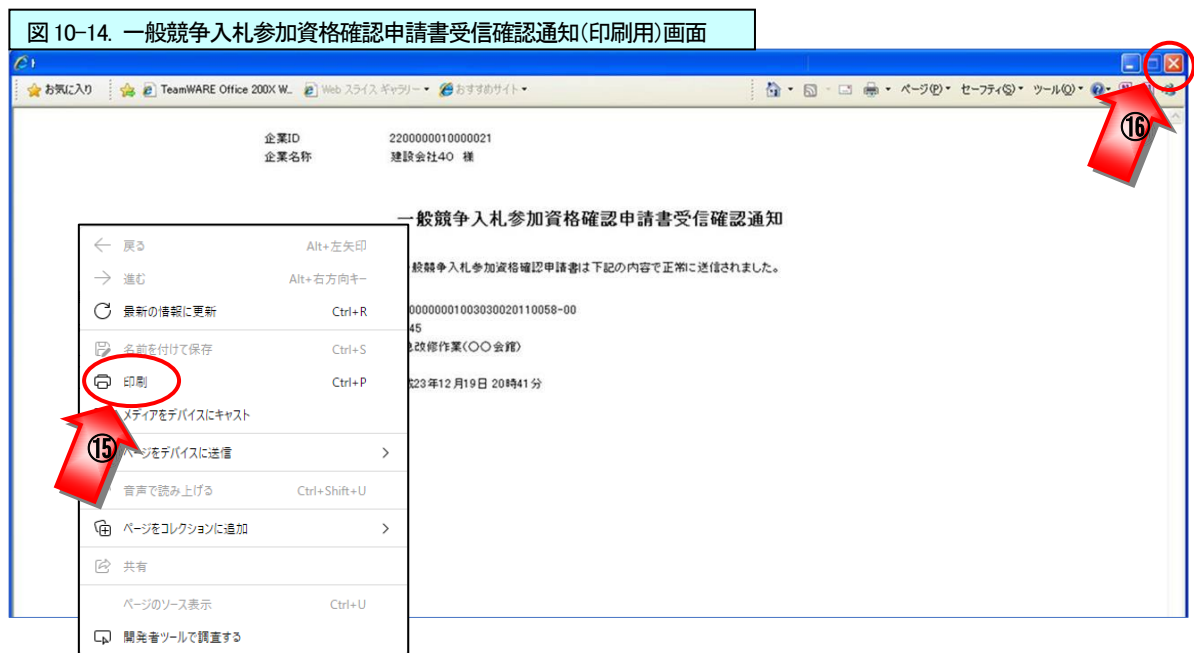 図10-14. 一般競争入札参加資格確認申請書受信確認通知(印刷用)画面
お気に入り TeamWARE Office 200X W... Web スライス ギャラリー おすすめサイト ページ(P) セーフティ(S) ツール(O)
⑯
企業ID 2200000010000021
企業名称 建設会社40 様
一般競争入札参加資格確認申請書受信確認通知
般競争入札参加資格確認申請書は下記の内容で正常に送信されました。
00000001003030020110058-00
45
改修作業(〇〇会館)
23年12月19日 20時41分
← 戻る Alt+左矢印
→ 進む Alt+右方向キー
最新の情報に更新 Ctrl+R
名前を付けて保存 Ctrl+S
印刷 Ctrl+P
メディアをデバイスにキャスト
⑮
ページをデバイスに送信 >
音声で読み上げる Ctrl+Shift+U
ページをコレクションに追加 >
共有
ページのソース表示 Ctrl+U
開発者ツールで調査する